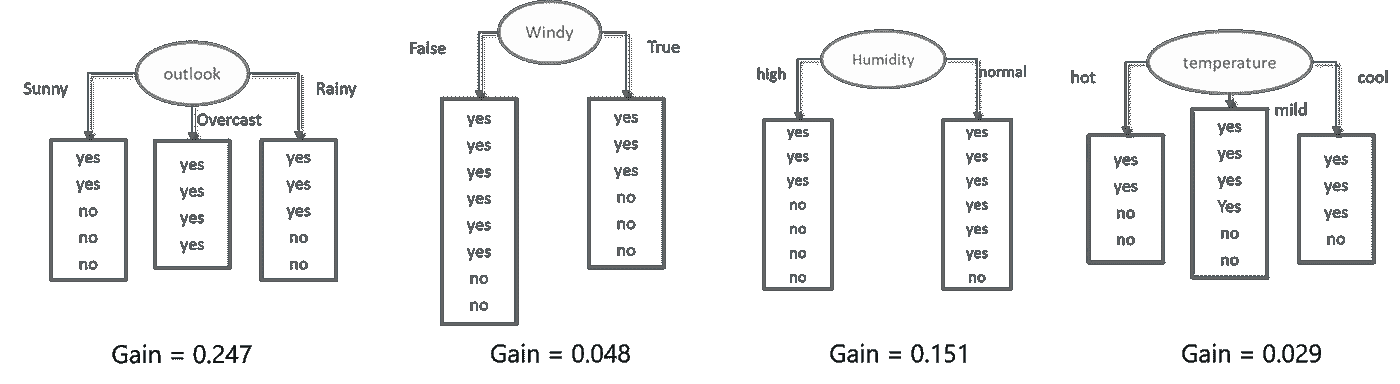 outlook
Sunny
Overcast
Rainy
yes
yes
no
no
no
yes
yes
yes
yes
yes
yes
yes
no
no
Gain = 0.247
Windy
False
True
yes
yes
yes
yes
yes
yes
no
no
yes
yes
yes
no
no
no
Gain = 0.048
Humidity
high
normal
yes
yes
yes
no
no
no
no
yes
yes
yes
yes
yes
yes
no
Gain = 0.151
temperature
hot
mild
cool
yes
yes
no
no
yes
yes
yes
Yes
no
no
yes
yes
yes
no
Gain = 0.029